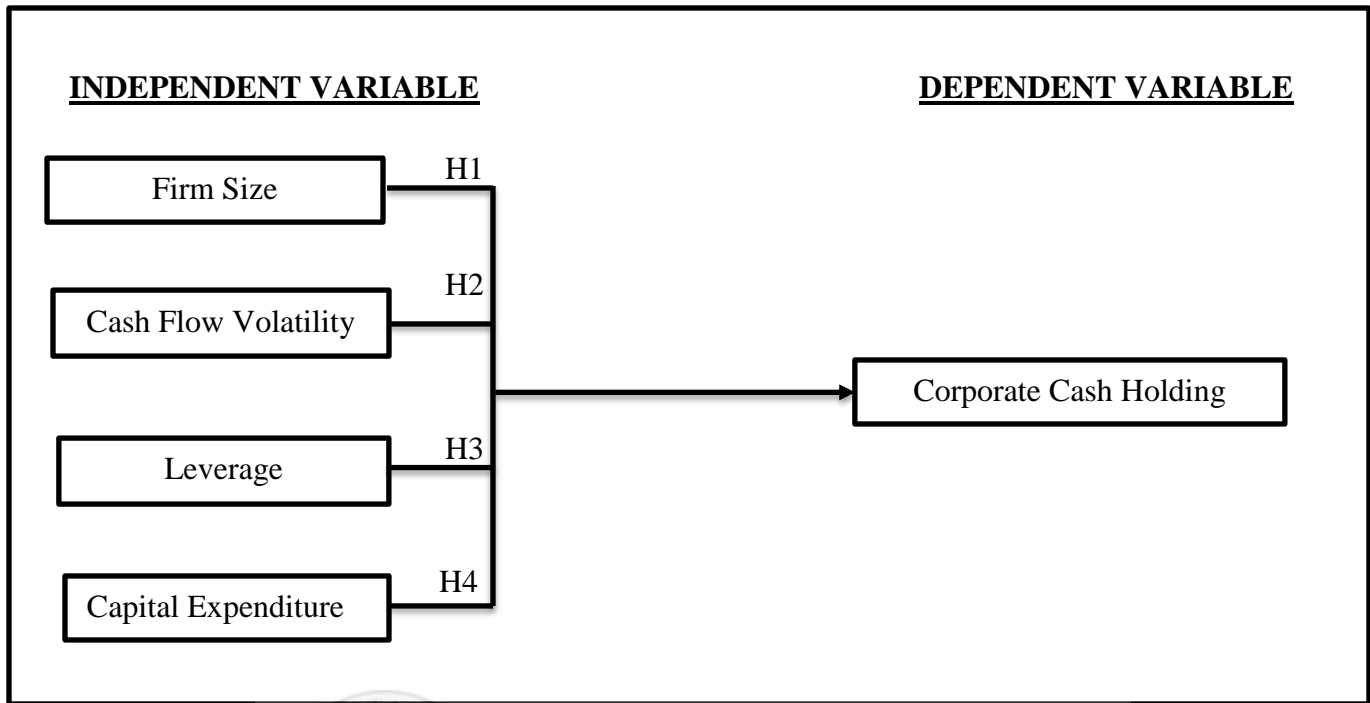 INDEPENDENT VARIABLE
DEPENDENT VARIABLE
Firm Size
H1
Cash Flow Volatility
H2
Corporate Cash Holding
Leverage
H3
Capital Expenditure
H4